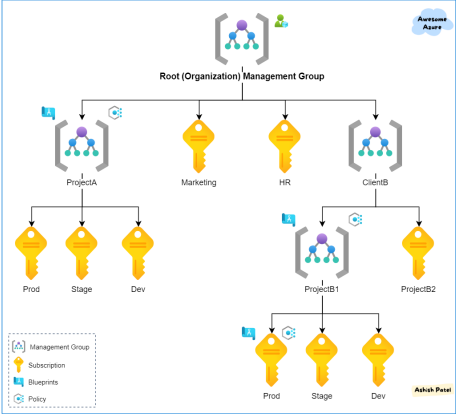 Awesome
Azure
Root (Organization) Management Group
ProjectA
Marketing
HR
ClientB
Prod
Stage
Dev
ProjectB1
ProjectB2
Prod
Stage
Dev
Management Group
Subscription
Blueprints
Policy
Ashish Patel